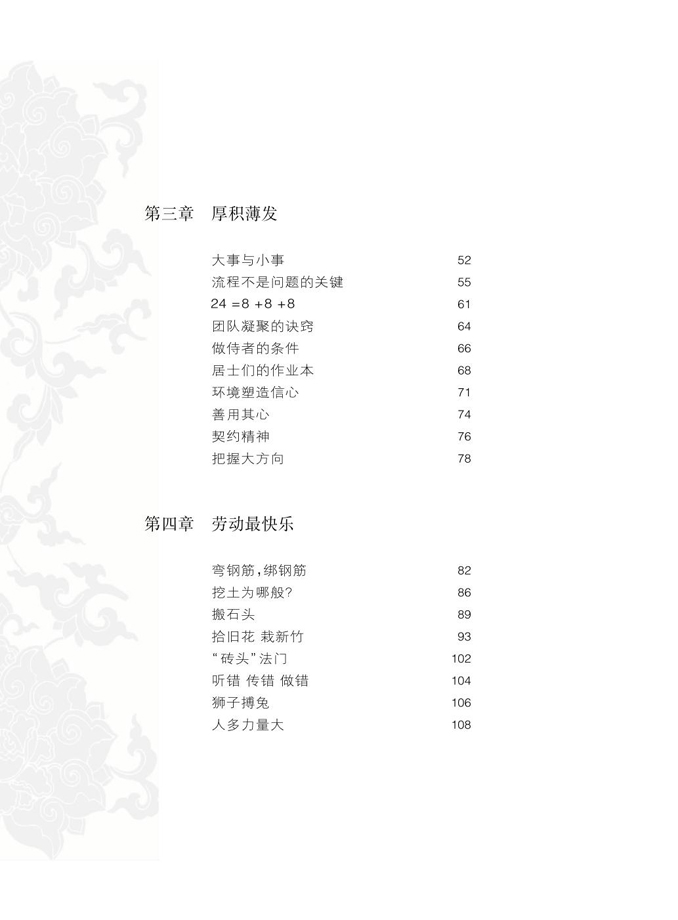 第三章 厚积薄发
大事与小事 52
流程不是问题的关键 55
24 =8 +8 +8 61
团队凝聚的诀窍 64
做侍者的条件 66
居士们的作业本 68
环境塑造信心 71
善用其心 74
契约精神 76
把握大方向 78
第四章 劳动最快乐
弯钢筋,绑钢筋 82
挖土为哪般? 86
搬石头 89
拾旧花 栽新竹 93
“砖头”法门 102
听错 传错 做错 104
狮子搏兔 106
人多力量大 108